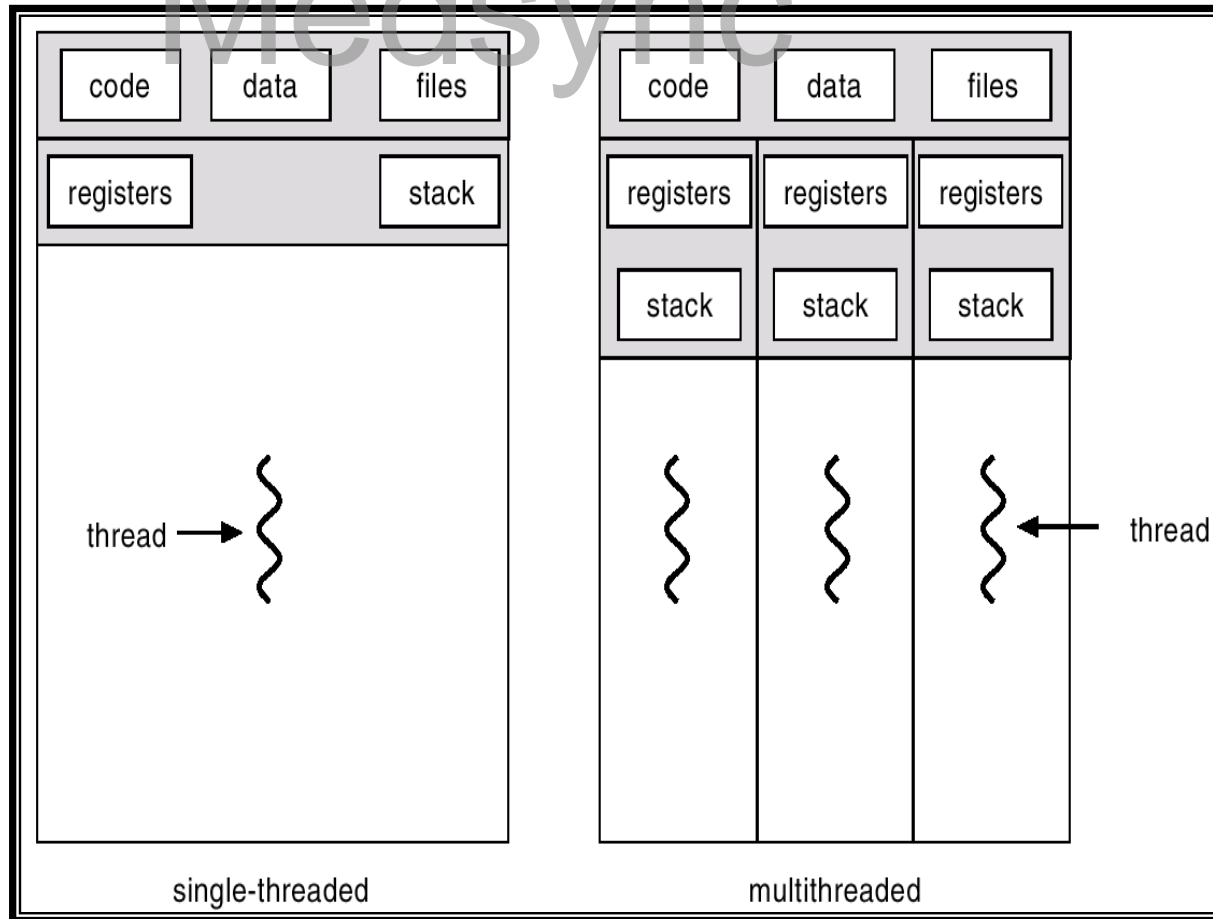 Medsync
code data files code data files
registers stack registers registers registers
stack stack stack
thread thread
single-threaded multithreaded